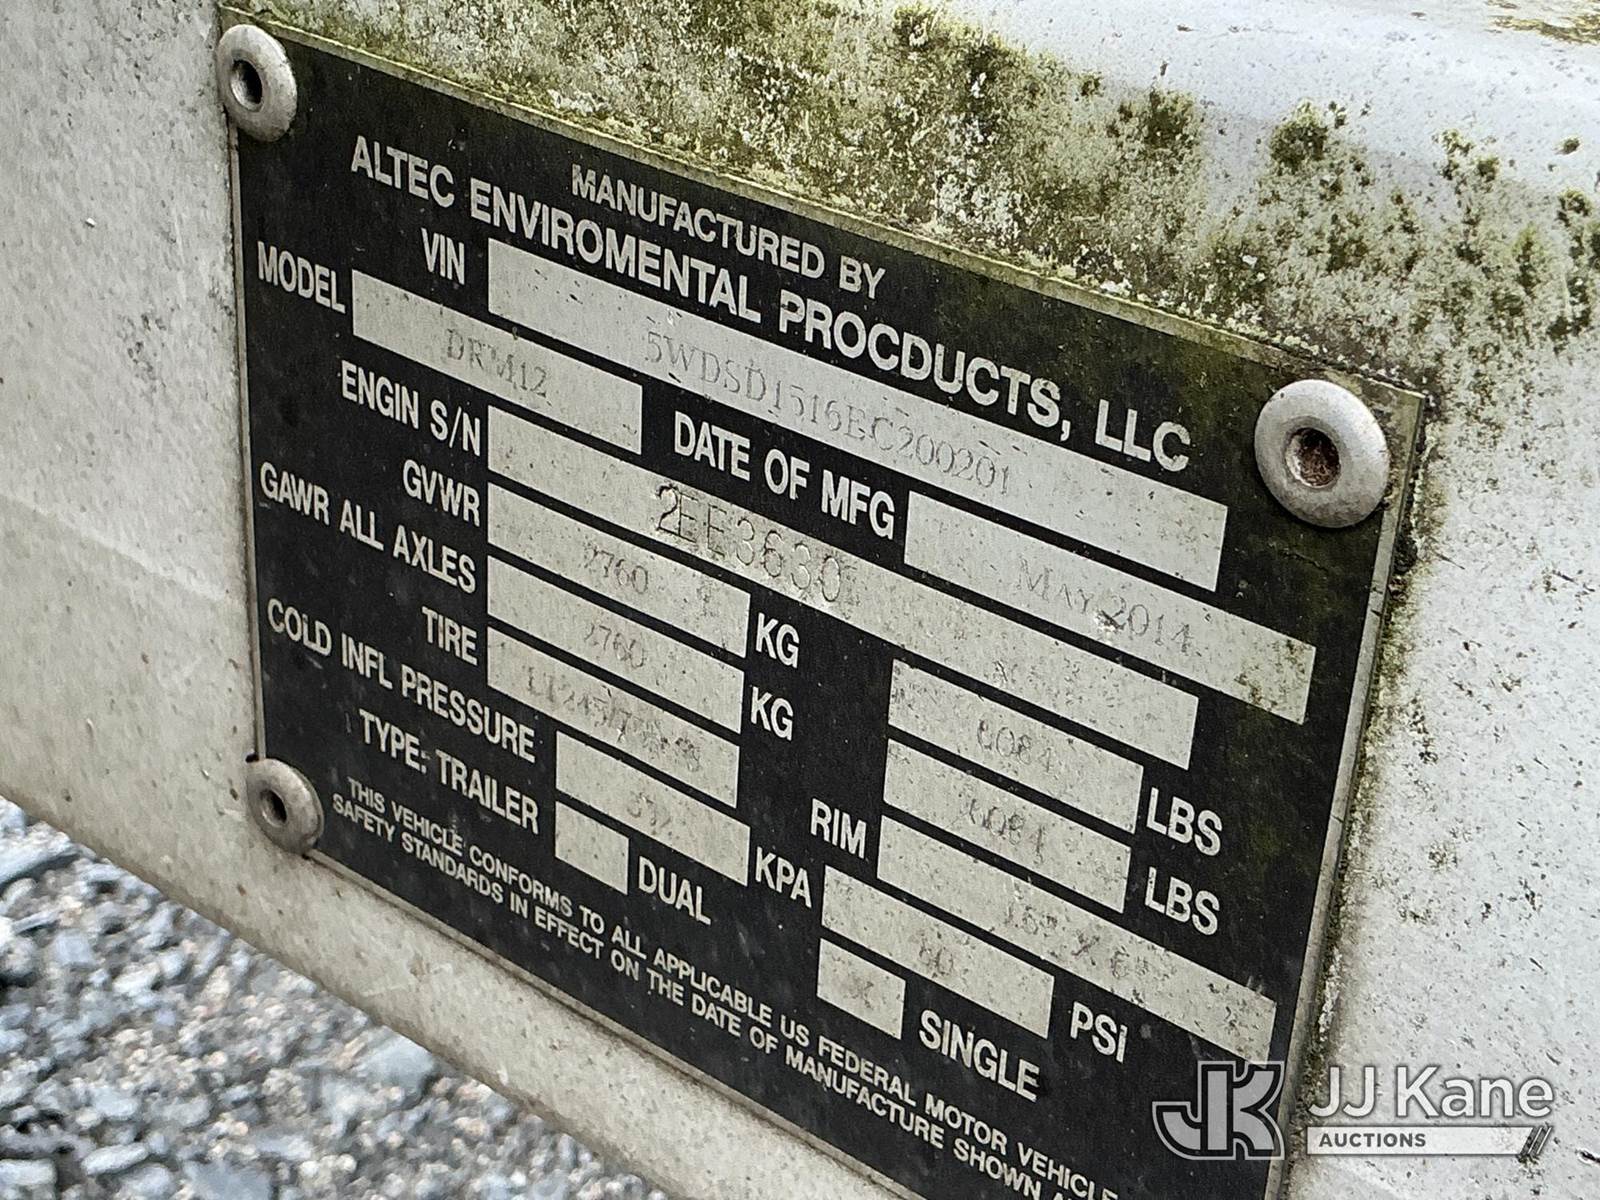 MANUFACTURED BY
ALTEC ENVIROMENTAL PROCDUCTS, LLC
VIN 5WDSD1516EC200201
MODEL DRM12 DATE OF MFG MAY 2014
ENGIN S/N 2EE3630
GVWR 2760 KG 6084 LBS
GAWR ALL AXLES 2760 KG 6084 LBS
TIRE RIM
COLD INFL PRESSURE KPA 80 PSi
TYPE: TRAILER DUAL X SINGLE
THIS VEHICLE CONFORMS TO ALL APPLICABLE US FEDERAL MOTOR VEHICLE
SAFETY STANDARDS IN EFFECT ON THE DATE OF MANUFACTURE SHOWN
JK JJ Kane
AUCTIONS